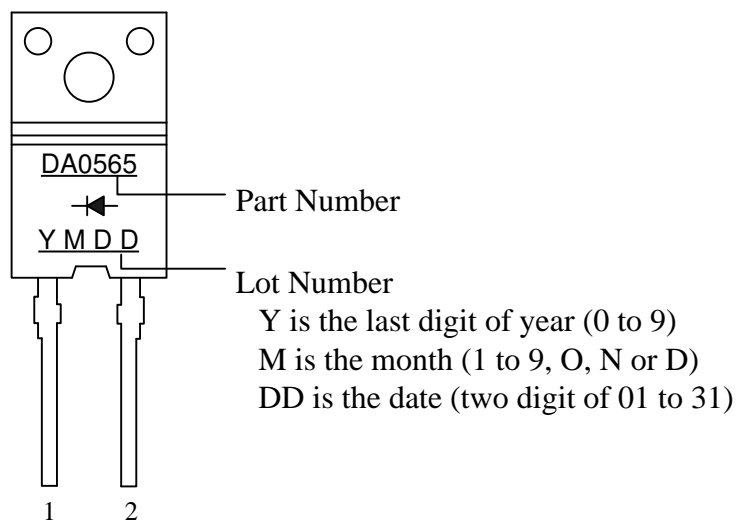 DA0565
Part Number
Y M D D
Lot Number
Y is the last digit of year (0 to 9)
M is the month (1 to 9, O, N or D)
DD is the date (two digit of 01 to 31)
1 2